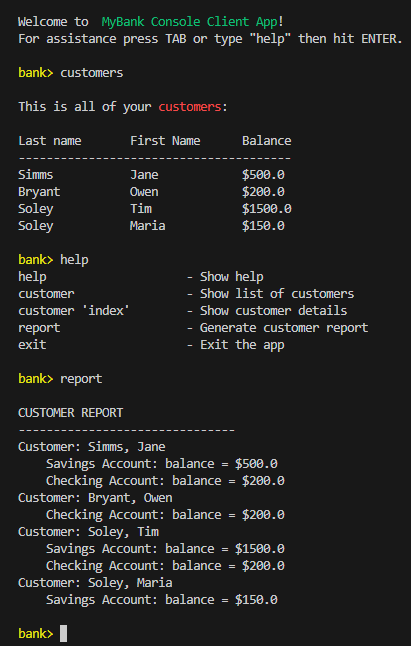 Welcome to  MyBank Console Client App!
For assistance press TAB or type "help" then hit ENTER.
bank> customers
This is all of your customers:
Last name       First Name      Balance
----------------------------------------
Simms           Jane            $500.0
Bryant          Owen            $200.0
Soley           Tim             $1500.0
Soley           Maria           $150.0
bank> help
help                    - Show help
customer                - Show list of customers
customer 'index'        - Show customer details
report                  - Generate customer report
exit                    - Exit the app
bank> report
CUSTOMER REPORT
-------------------------------
Customer: Simms, Jane
    Savings Account: balance = $500.0
    Checking Account: balance = $200.0
Customer: Bryant, Owen
    Checking Account: balance = $200.0
Customer: Soley, Tim
    Savings Account: balance = $1500.0
    Checking Account: balance = $200.0
Customer: Soley, Maria
    Savings Account: balance = $150.0
bank>